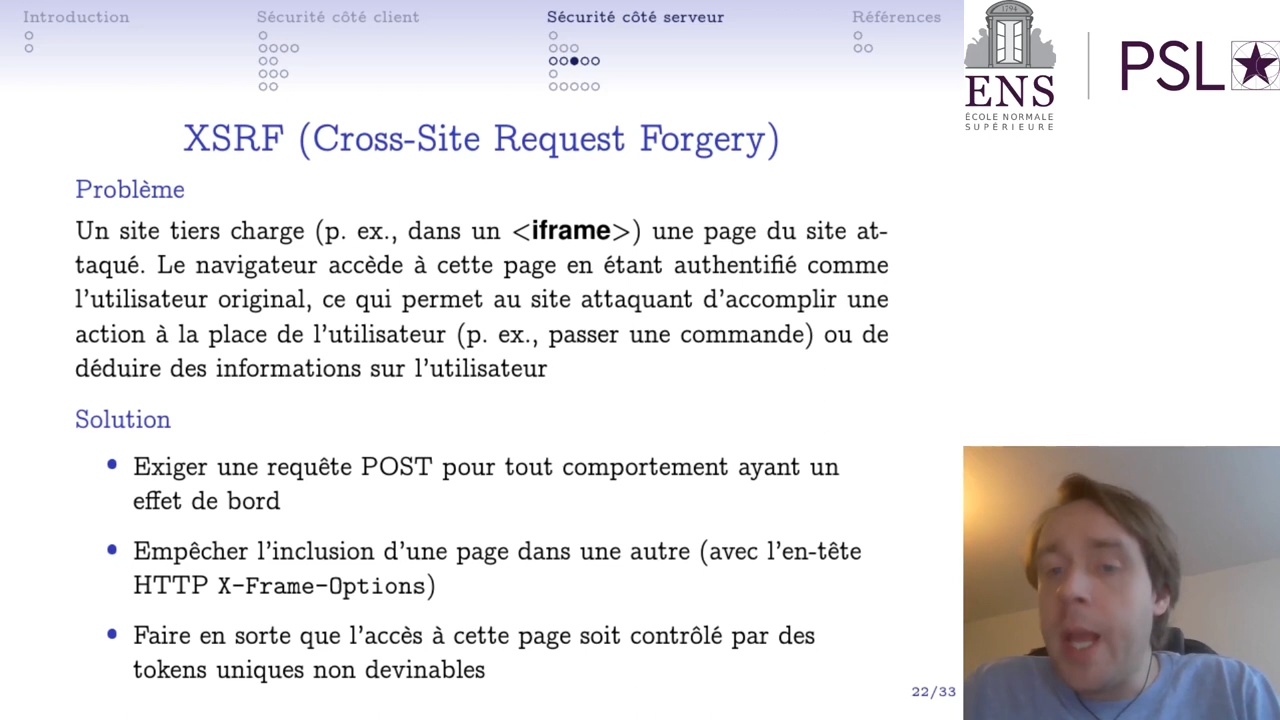 Introduction
Sécurité côté client
Sécurité côté serveur
Références
1794
ENS
ÉCOLE NORMALE
SUPÉRIEURE
PSL
XSRF (Cross-Site Request Forgery)
Problème
Un site tiers charge (p. ex., dans un <iframe>) une page du site at-
taqué. Le navigateur accède à cette page en étant authentifié comme
l'utilisateur original, ce qui permet au site attaquant d'accomplir une
action à la place de l'utilisateur (p. ex., passer une commande) ou de
déduire des informations sur l'utilisateur
Solution
• Exiger une requête POST pour tout comportement ayant un
effet de bord
• Empêcher l'inclusion d'une page dans une autre (avec l'en-tête
HTTP X-Frame-Options)
• Faire en sorte que l'accès à cette page soit contrôlé par des
tokens uniques non devinables
22/33